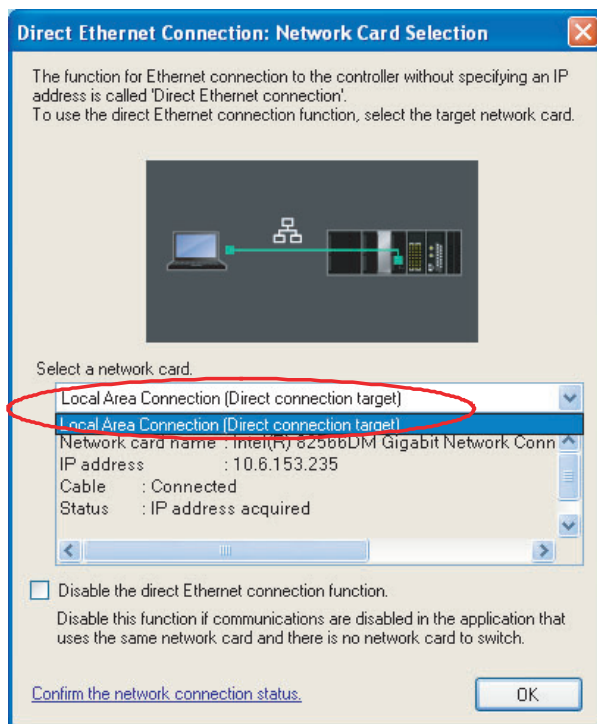 Direct Ethernet Connection: Network Card Selection
The function for Ethernet connection to the controller without specifying an IP
address is called 'Direct Ethernet connection'.
To use the direct Ethernet connection function, select the target network card.
Select a network card.
Local Area Connection (Direct connection target)
Local Area Connection (Direct connection target)
Network card name : Intel(R) 82566DM Gigabit Network Conn
IP address : 10.6.153.235
Cable : Connected
Status : IP address acquired
Disable the direct Ethernet connection function.
Disable this function if communications are disabled in the application that
uses the same network card and there is no network card to switch.
Confirm the network connection status.
OK